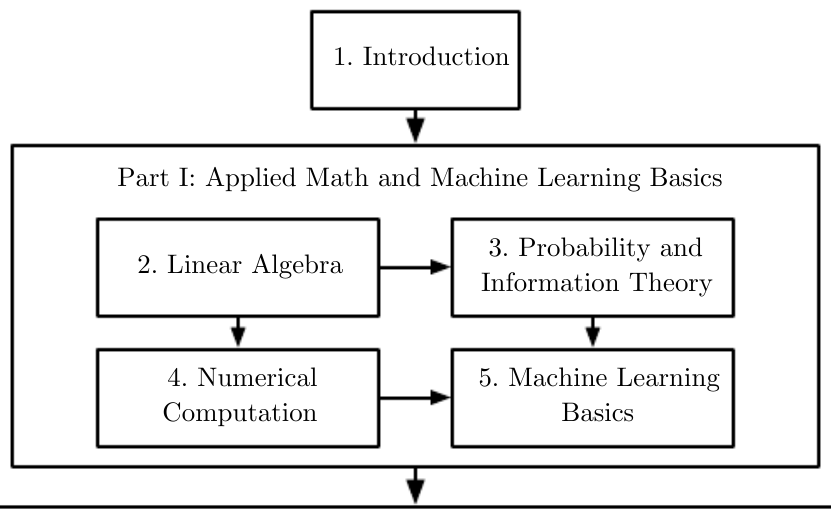 1. Introduction
Part I: Applied Math and Machine Learning Basics
2. Linear Algebra
3. Probability and
Information Theory
4. Numerical
Computation
5. Machine Learning
Basics